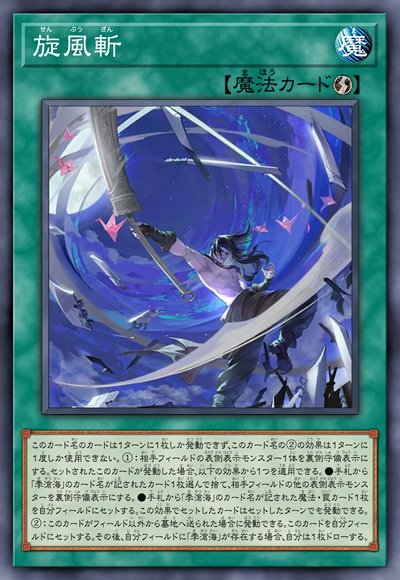 旋風斬
せん ぷう ざん
魔
【魔法カード】
ま ほう
このカード名のカードは1ターンに1枚しか発動できず、このカード名の②の効果は1ターンに
1度しか使用できない。①:相手フィールドの表側表示モンスター1体を裏側守備表示に
する。セットされたこのカードが発動した場合、以下の効果から1つを適用できる。●手札から
「李滄海」のカード名が記されたカード1枚選んで捨て、相手フィールドの他の表側表示モンス
ターを裏側守備表示にする。●手札から「李滄海」のカード名が記された魔法・罠カード1枚
を自分フィールドにセットする。この効果でセットしたカードはセットしたターンでも発動できる。
②:このカードがフィールド以外から墓地へ送られた場合に発動できる。このカードを自分フィー
ルドにセットする。その後、自分フィールドに「李滄海」が存在する場合、自分は1枚ドローする。